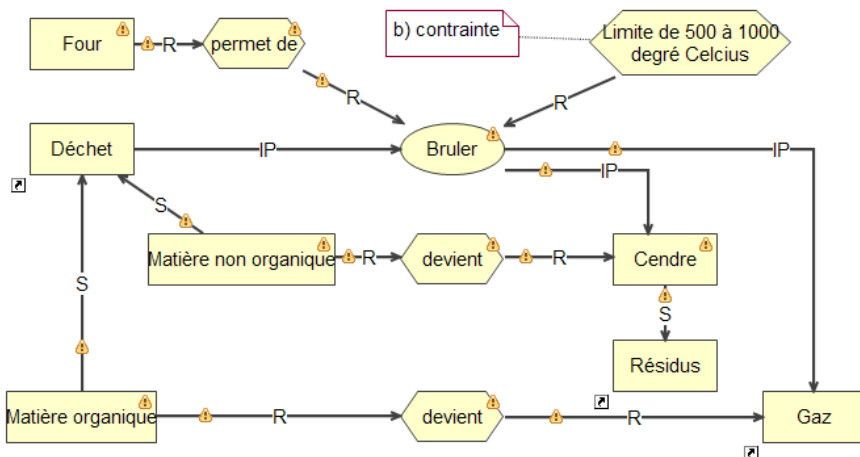 Four
R
permet de
b) contrainte
Limite de 500 à 1000
degré Celcius
R
R
Déchet
IP
Bruler
IP
IP
S
Matière non organique
R
devient
R
Cendre
S
S
Résidus
Matière organique
R
devient
R
Gaz